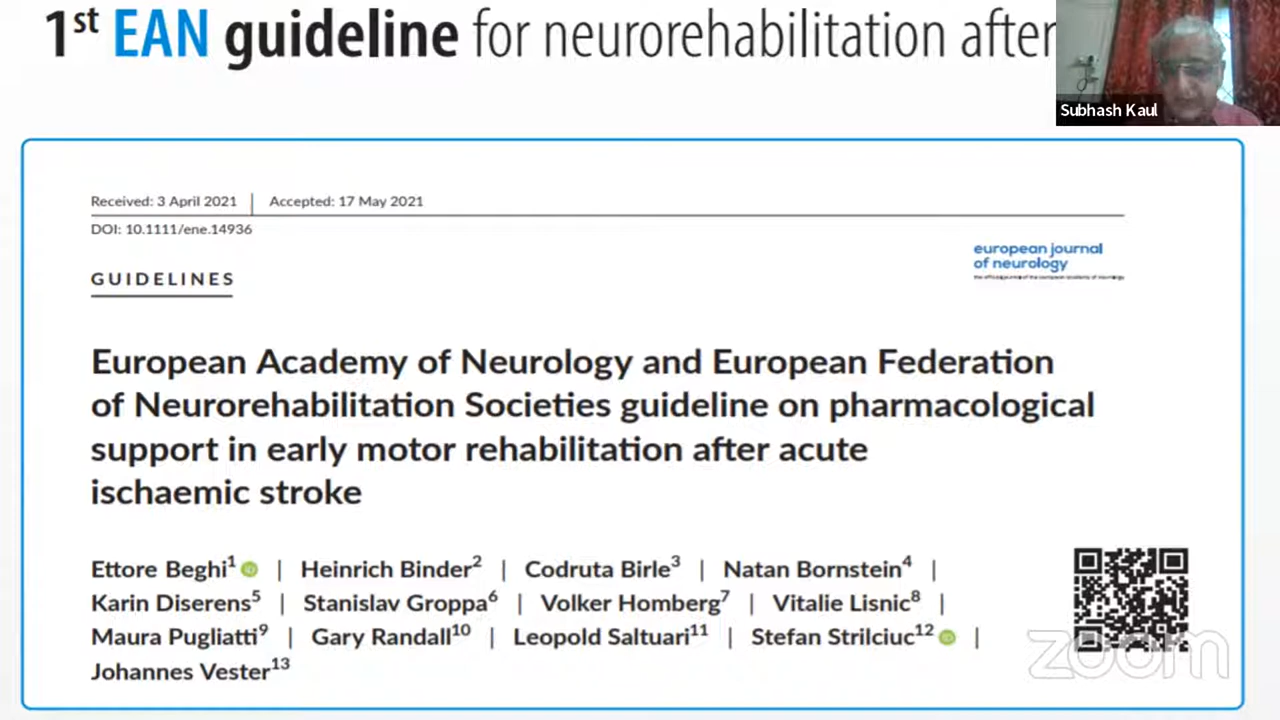 1st EAN guideline for neurorehabilitation after
Subhash Kaul
Received: 3 April 2021 | Accepted: 17 May 2021
DOI: 10.1111/ene.14936
european journal
of neurology
GUIDELINES
European Academy of Neurology and European Federation
of Neurorehabilitation Societies guideline on pharmacological
support in early motor rehabilitation after acute
ischaemic stroke
Ettore Beghi1 iD | Heinrich Binder2 | Codruta Birle3 | Natan Bornstein4 |
Karin Diserens5 | Stanislav Groppa6 | Volker Homberg7 | Vitalie Lisnic8 |
Maura Pugliatti9 | Gary Randall10 | Leopold Saltuari11 | Stefan Strilciuc12 iD |
Johannes Vester13
zoom